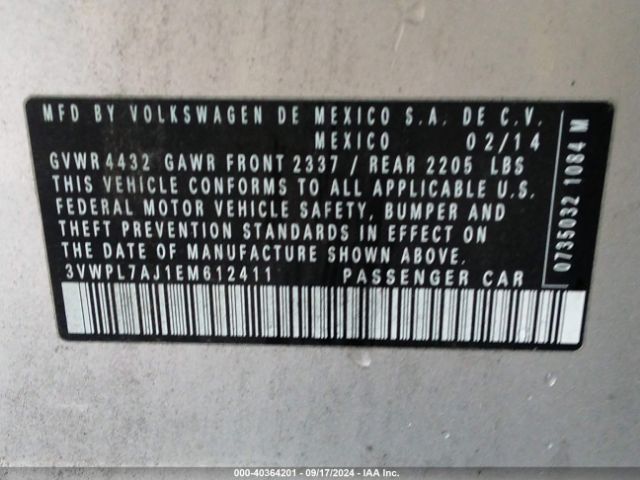 MFD BY VOLKSWAGEN DE MEXICO S.A. DE C.V.
MEXICO 02/14
GVWR4432 GAWR FRONT 2337 / REAR 2205 LBS
THIS VEHICLE CONFORMS TO ALL APPLICABLE U.S.
FEDERAL MOTOR VEHICLE SAFETY, BUMPER AND
THEFT PREVENTION STANDARDS IN EFFECT ON
THE DATE OF MANUFACTURE SHOWN ABOVE.
3VWPL7AJ1EM612411 PASSENGER CAR
0735032 1084 M
000-40364201 - 09/17/2024 - IAA Inc.